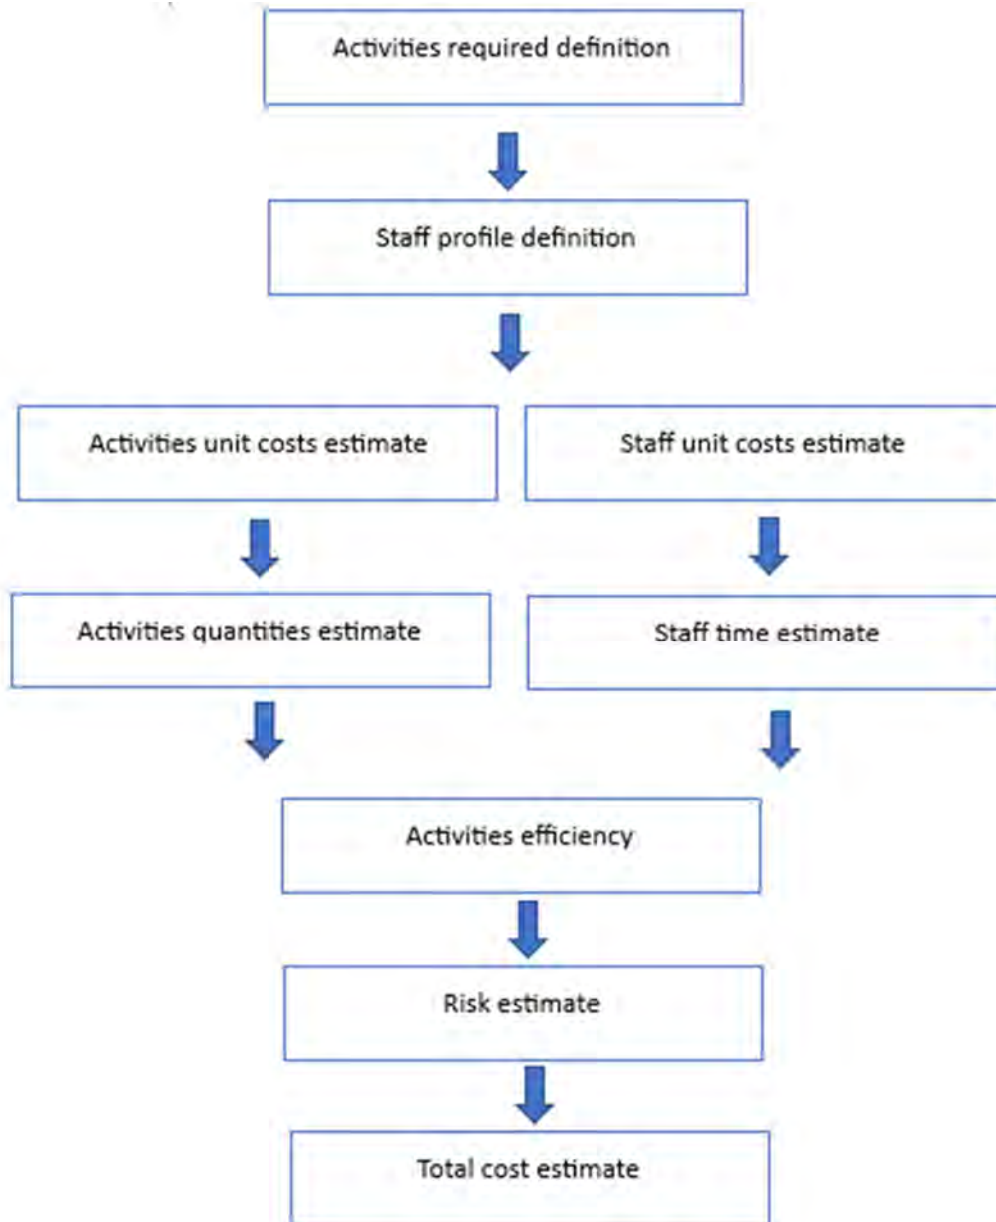 Activities required definition
Staff profile definition
Activities unit costs estimate
Staff unit costs estimate
Activities quantities estimate
Staff time estimate
Activities efficiency
Risk estimate
Total cost estimate